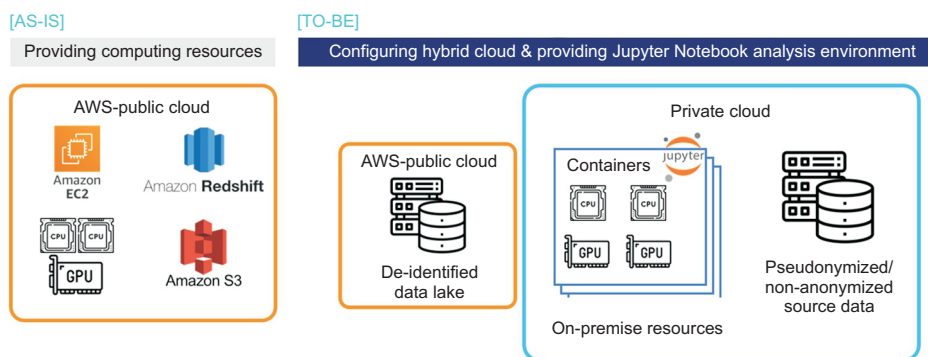 [AS-IS]
Providing computing resources
AWS-public cloud
Amazon
EC2
Amazon Redshift
CPU
CPU
GPU
Amazon S3
[TO-BE]
Configuring hybrid cloud & providing Jupyter Notebook analysis environment
AWS-public cloud
De-identified
data lake
Private cloud
Containers
jupyter
CPU
CPU
GPU
GPU
On-premise resources
Pseudonymized/
non-anonymized
source data